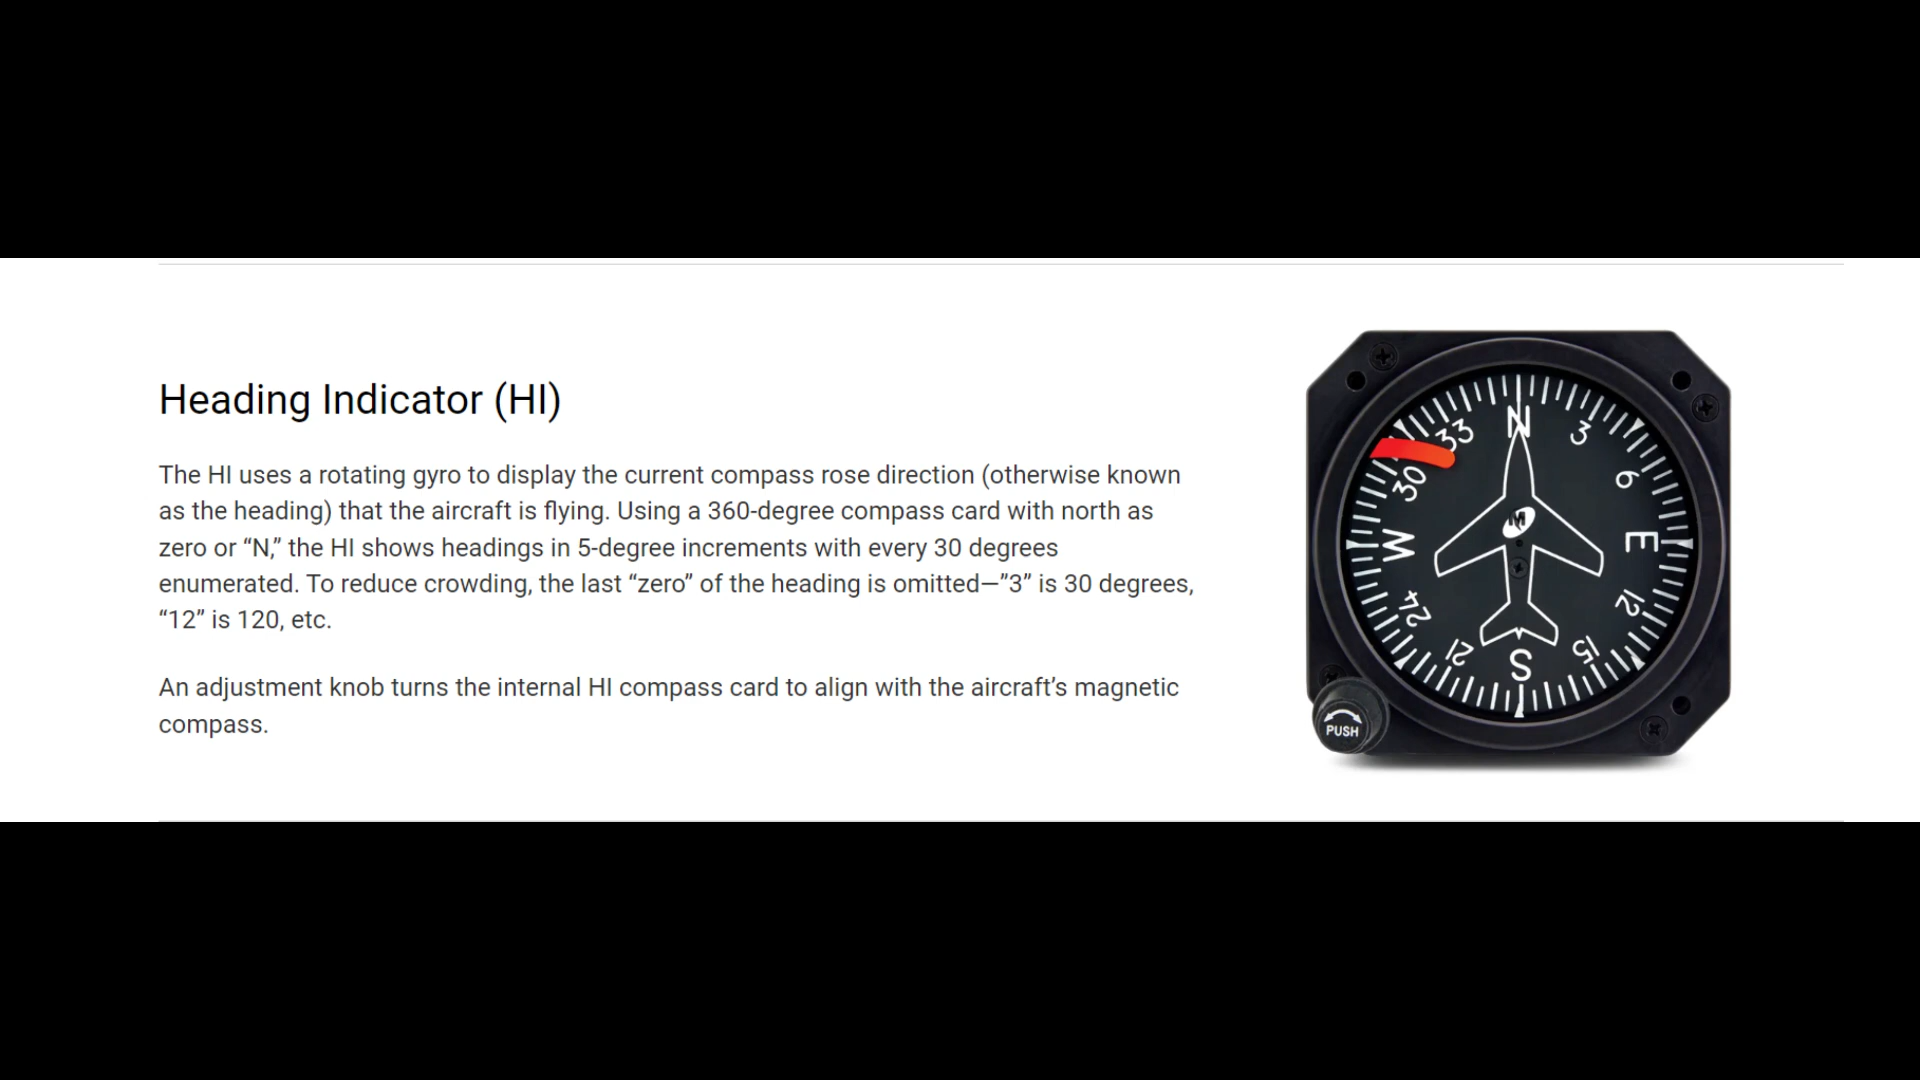 Heading Indicator (HI)
The HI uses a rotating gyro to display the current compass rose direction (otherwise known
as the heading) that the aircraft is flying. Using a 360-degree compass card with north as
zero or “N,” the HI shows headings in 5-degree increments with every 30 degrees
enumerated. To reduce crowding, the last “zero” of the heading is omitted—”3” is 30 degrees,
“12” is 120, etc.
An adjustment knob turns the internal HI compass card to align with the aircraft’s magnetic
compass.
N
3
6
E
12
15
S
21
24
W
30
33
M
PUSH